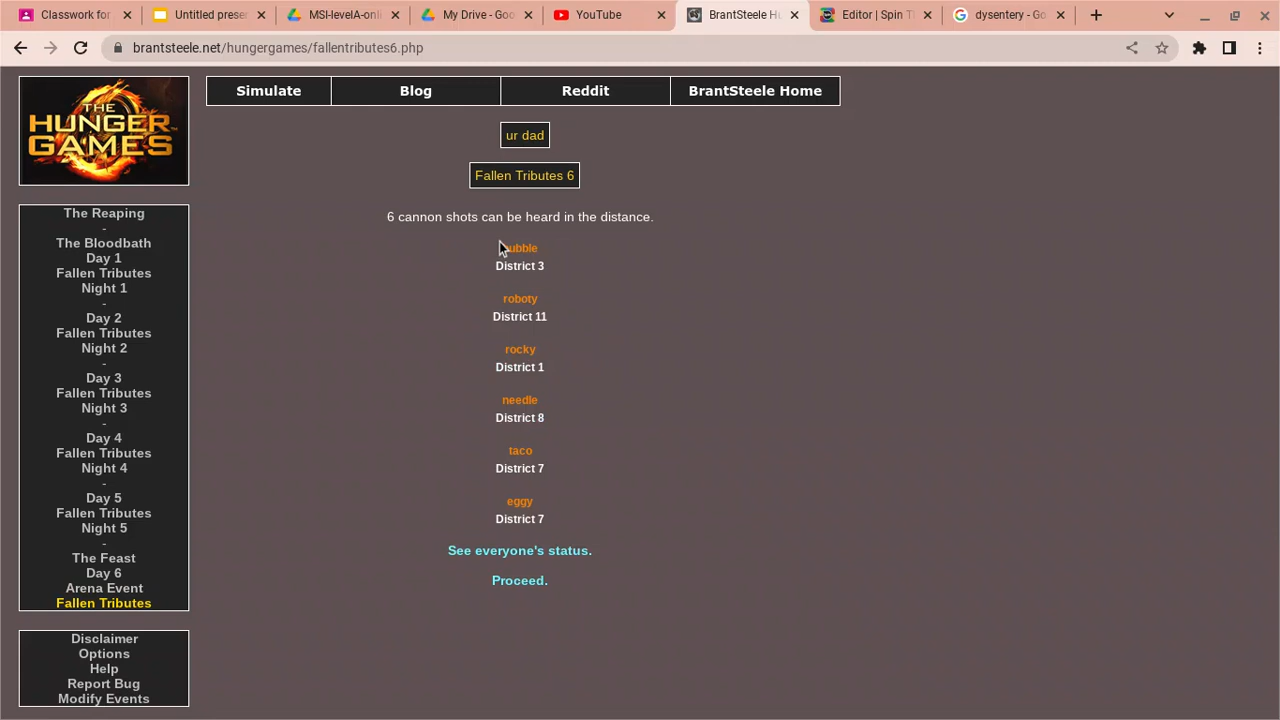 Classwork for
Untitled prese
MSI-levelA-onl
My Drive - Goo
YouTube
BrantSteele Hu
Editor | Spin Ti
dysentery - Go
brantsteele.net/hungergames/fallentributes6.php
THE HUNGER GAMES
Simulate
Blog
Reddit
BrantSteele Home
ur dad
Fallen Tributes 6
6 cannon shots can be heard in the distance.
District 3
roboty
District 11
rocky
District 1
needle
District 8
taco
District 7
eggy
District 7
See everyone's status.
Proceed.
The Reaping
-
The Bloodbath
Day 1
Fallen Tributes
Night 1
-
Day 2
Fallen Tributes
Night 2
-
Day 3
Fallen Tributes
Night 3
-
Day 4
Fallen Tributes
Night 4
-
Day 5
Fallen Tributes
Night 5
-
The Feast
Day 6
Arena Event
Fallen Tributes
Disclaimer
Options
Help
Report Bug
Modify Events